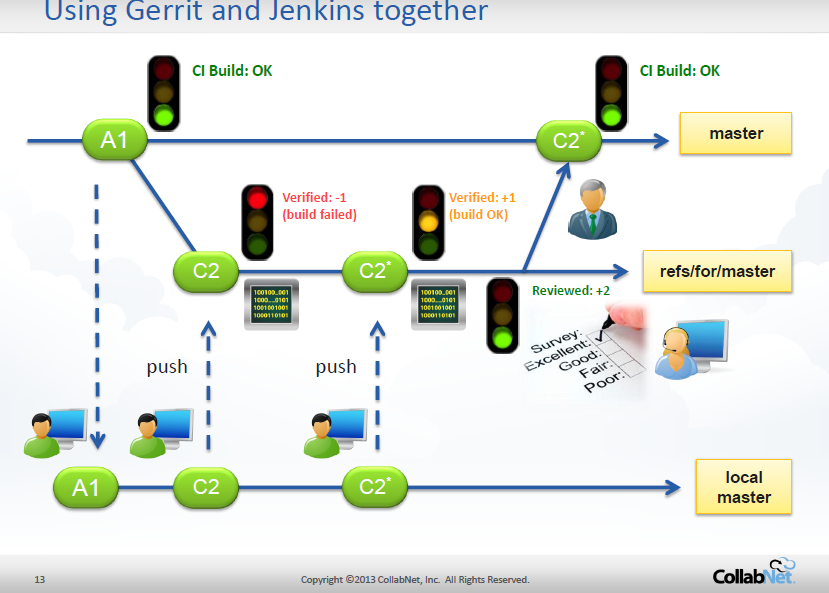 Using Gerrit and Jenkins together
CI Build: OK
CI Build: OK
A1
C2*
master
Verified: -1
(build failed)
Verified: +1
(build OK)
C2
C2*
refs/for/master
100100..001
1000....0101
1001001001
1000110101
100100..001
1000....0101
1001001001
1000110101
Reviewed: +2
Survey:
Excellent:
Good:
Fair:
Poor:
push
push
A1
C2
C2*
local
master
13
Copyright ©2013 CollabNet, Inc. All Rights Reserved.
CollabNet